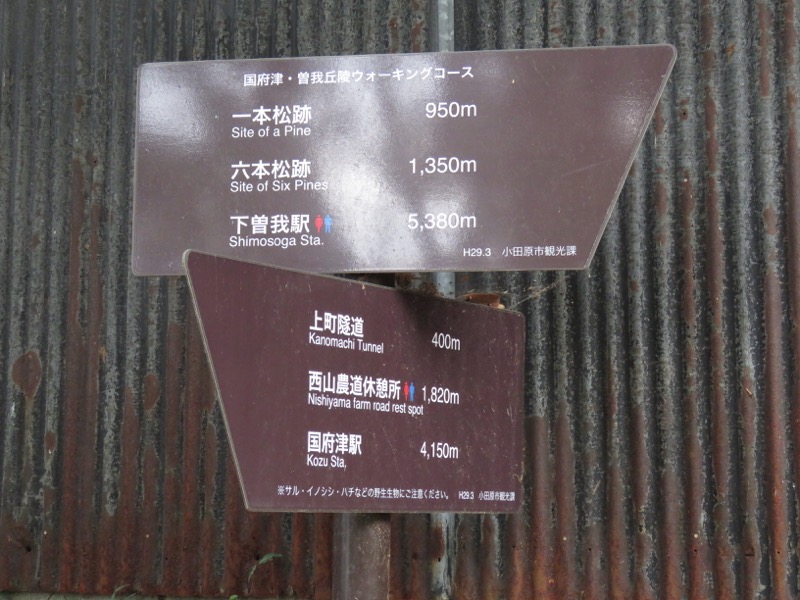 国府津・曽我丘陵ウォーキングコース
一本松跡 950m
Site of a Pine
六本松跡 1,350m
Site of Six Pines
下曽我駅 5,380m
Shimosoga Sta.
H29.3 小田原市観光課
上町隧道 400m
Kanomachi Tunnel
西山農道休憩所 1,820m
Nishiyama farm road rest spot
国府津駅 4,150m
Kozu Sta,
※サル・イノシシ・ハチなどの野生生物にご注意ください。 H29.3 小田原市観光課